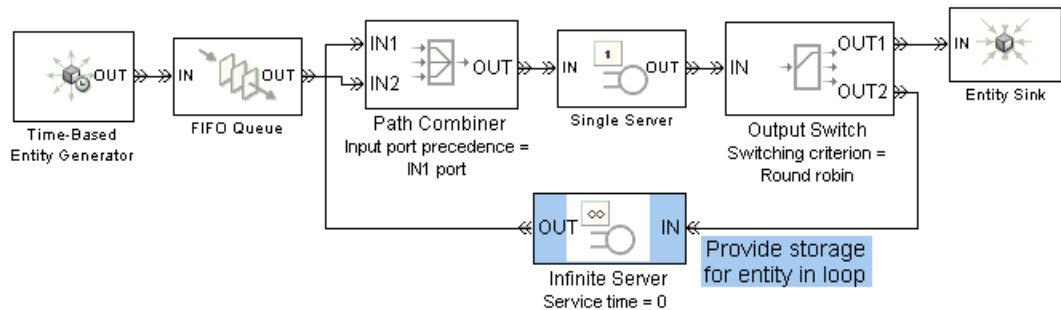 OUT
Time-Based
Entity Generator
IN
OUT
FIFO Queue
IN1
IN2
OUT
Path Combiner
Input port precedence =
IN1 port
1
IN
OUT
Single Server
IN
OUT1
OUT2
Output Switch
Switching criterion =
Round robin
IN
Entity Sink
OUT
∞
IN
Infinite Server
Service time = 0
Provide storage
for entity in loop